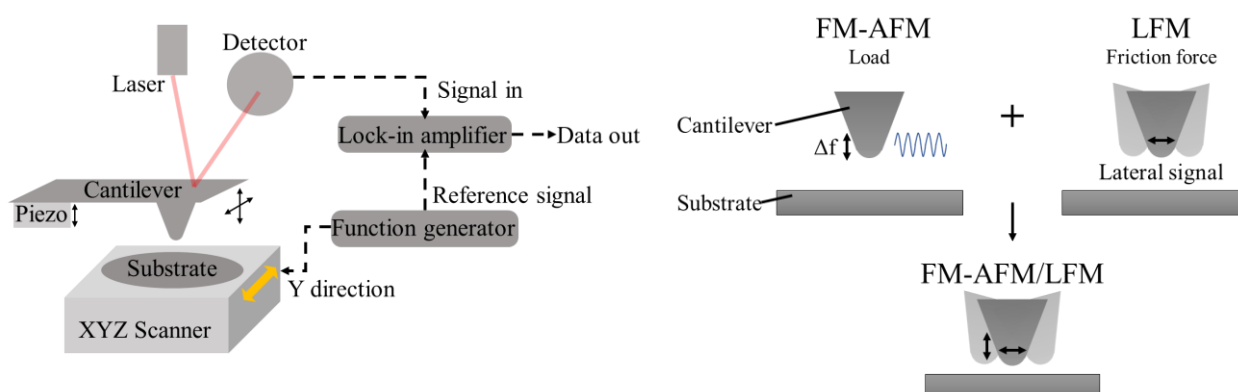 Detector
Laser
Signal in
Lock-in amplifier
Data out
Cantilever
Reference signal
Piezo
Function generator
Substrate
Y direction
XYZ Scanner
FM-AFM
Load
Cantilever
Δf
Substrate
+
LFM
Friction force
Lateral signal
FM-AFM/LFM